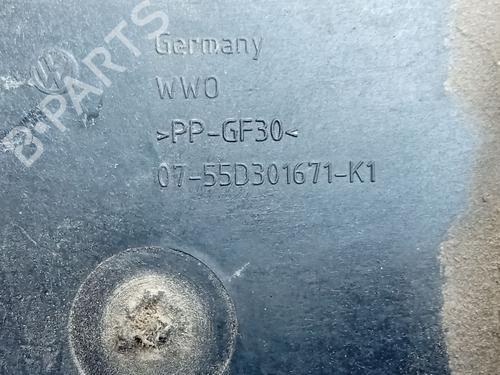 B-PARTS
Germany
WWO
>PP-GF30<
07-55D301671-K1